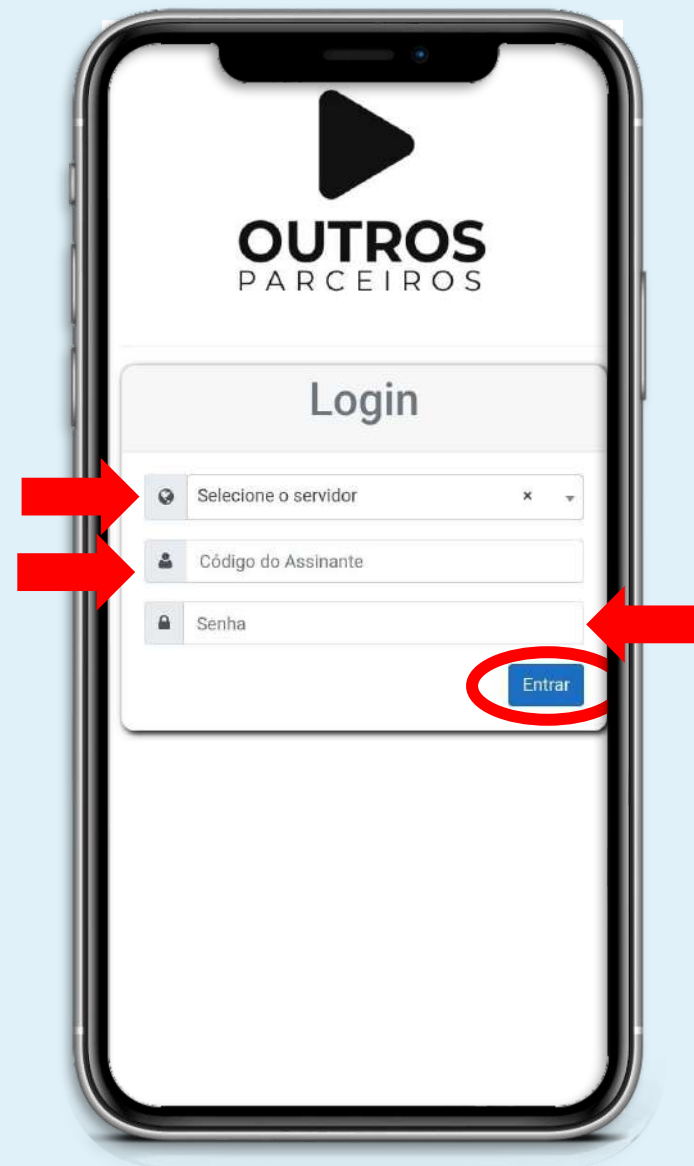 OUTROS
PARCEIROS
Login
Selecione o servidor ×
Código do Assinante
Senha
Entrar